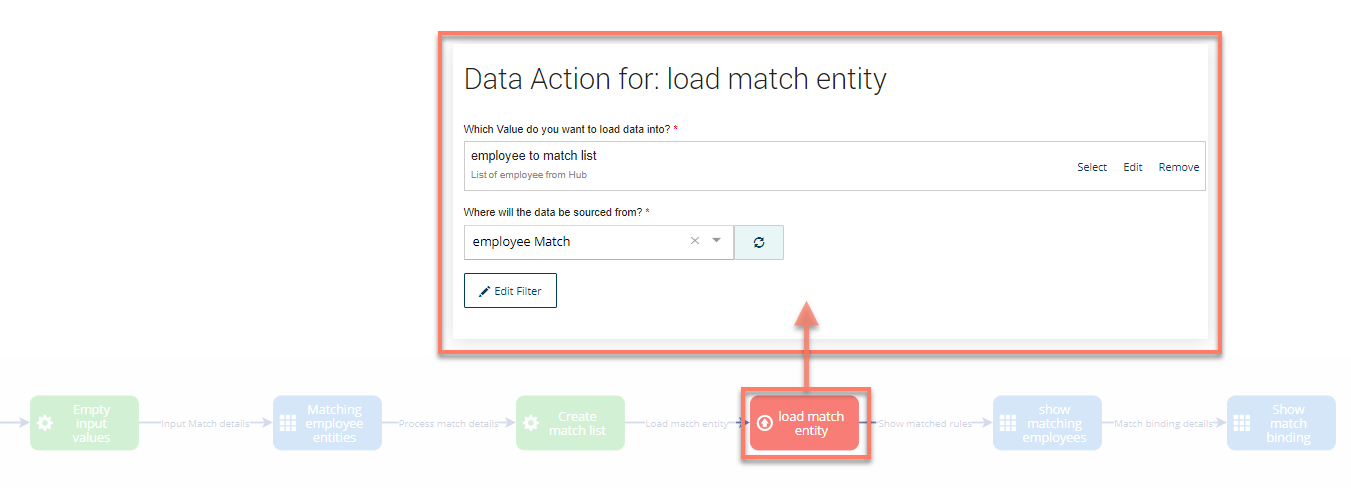 Data Action for: load match entity
Which Value do you want to load data into? *
employee to match list
List of employee from Hub
Select Edit Remove
Where will the data be sourced from? *
employee Match
Edit Filter
Empty
input
values
Input Match details
Matching
employee
entities
Process match details
Create
match list
Load match entity
load match
entity
Show matched rules
show
matching
employees
Match binding details
Show
match
binding